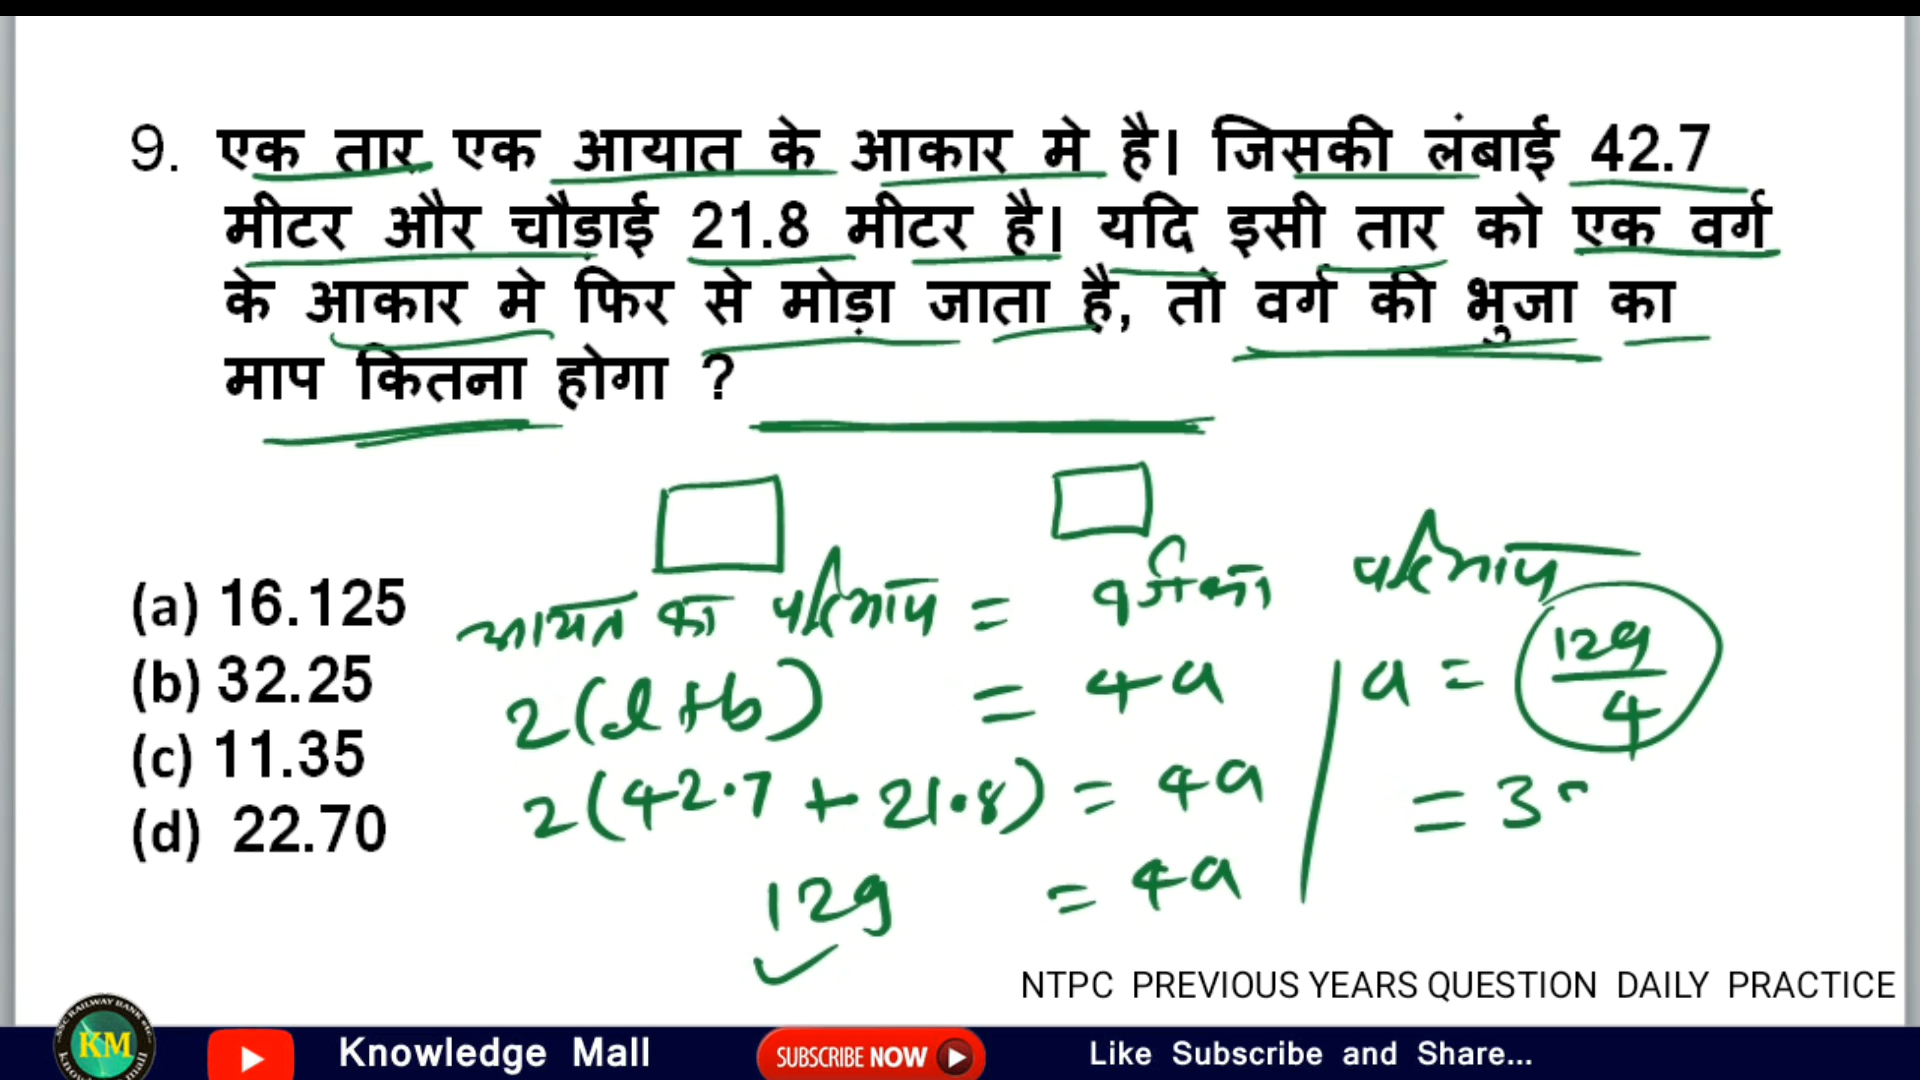 9. एक तार एक आयात के आकार मे है। जिसकी लंबाई 42.7
मीटर और चौड़ाई 21.8 मीटर है। यदि इसी तार को एक वर्ग
के आकार मे फिर से मोड़ा जाता है, तो वर्ग की भुजा का
माप कितना होगा ?
(a) 16.125
(b) 32.25
(c) 11.35
(d) 22.70
आयत का परिमाप = वर्ग का परिमाप
2(l+b) = 4a
2(42.7 + 21.8) = 4a
129 = 4a
a = 129/4
= 3
NTPC PREVIOUS YEARS QUESTION DAILY PRACTICE
KM
Knowledge Mall
SUBSCRIBE NOW
Like Subscribe and Share...